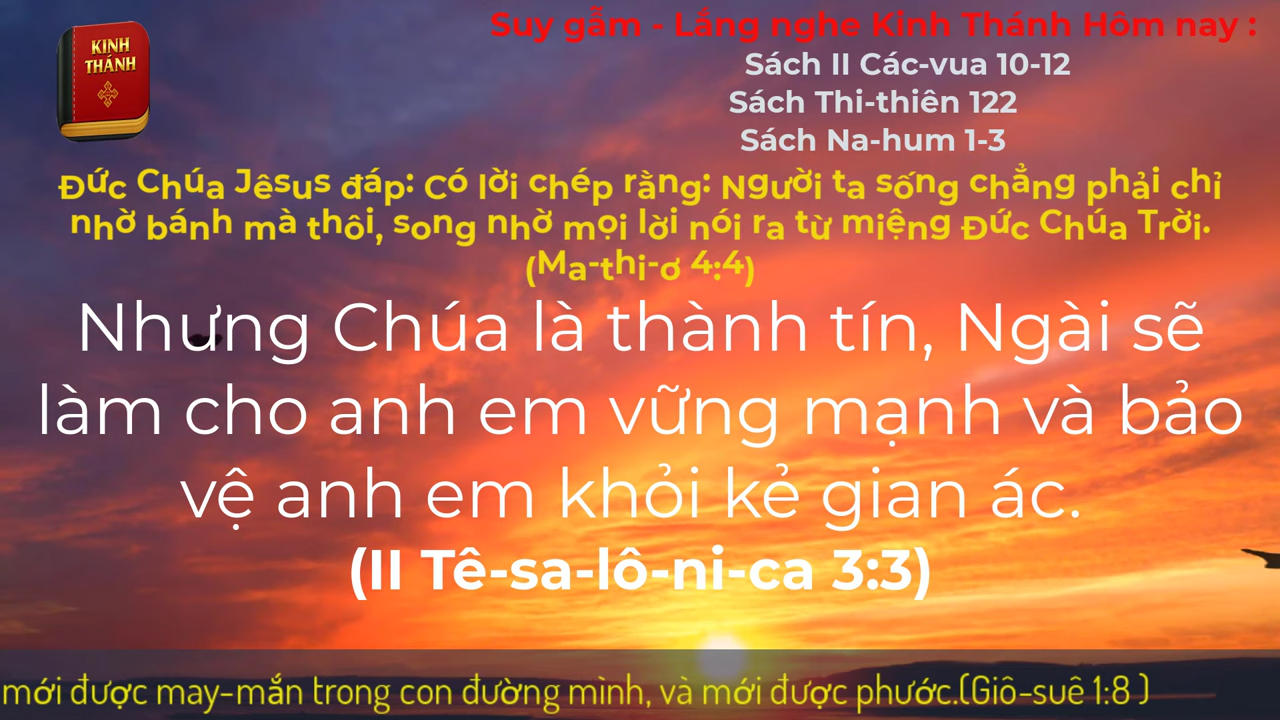 KINH
THÁNH
Suy gẫm - Lắng nghe Kinh Thánh Hôm nay :
Sách II Các-vua 10-12
Sách Thi-thiên 122
Sách Na-hum 1-3
Đức Chúa Jêsus đáp: Có lời chép rằng: Người ta sống chẳng phải chỉ
nhờ bánh mà thôi, song nhờ mọi lời nói ra từ miệng Đức Chúa Trời.
(Ma-thi-ơ 4:4)
Nhưng Chúa là thành tín, Ngài sẽ
làm cho anh em vững mạnh và bảo
vệ anh em khỏi kẻ gian ác.
(II Tê-sa-lô-ni-ca 3:3)
mới được may-mắn trong con đường mình, và mới được phước.(Giô-suê 1:8 )